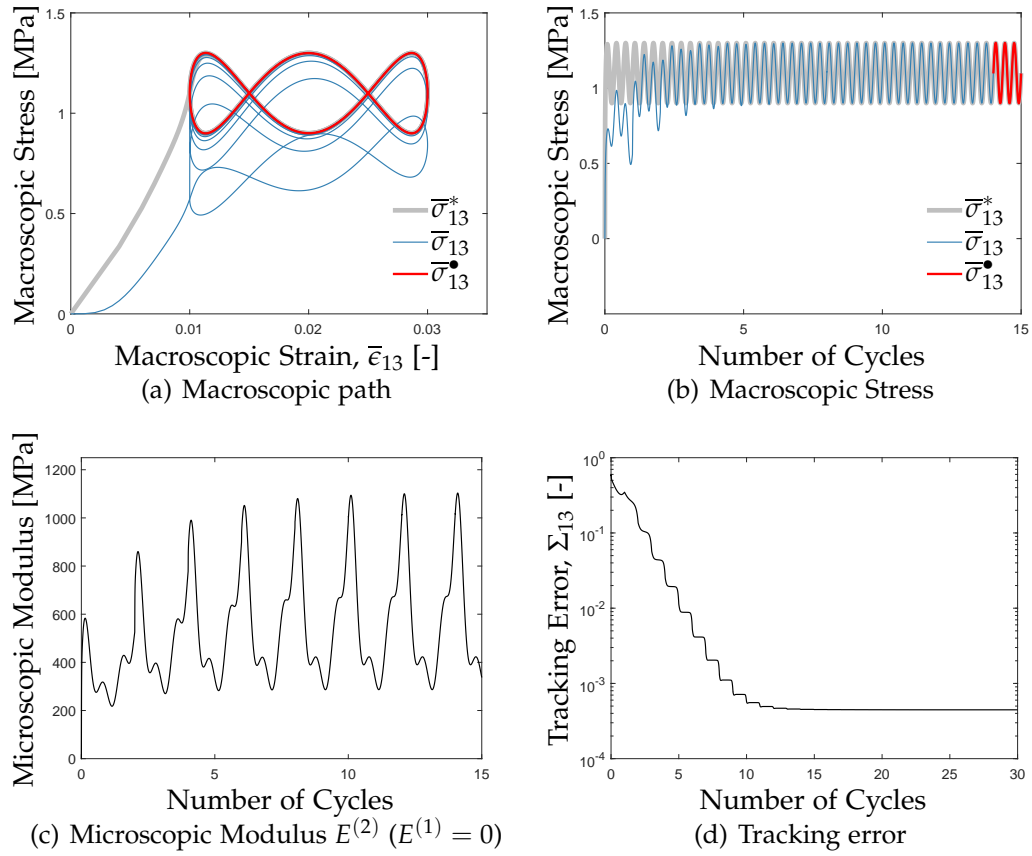 Macroscopic Stress [MPa]
1.5
1
0.5
0
0
0.01
0.02
0.03
σ̅*₁₃
σ̅₁₃
σ̅•₁₃
Macroscopic Strain, ε̅₁₃ [-]
(a) Macroscopic path
Macroscopic Stress [MPa]
1.5
1
0.5
0
0
5
10
15
σ̅*₁₃
σ̅₁₃
σ̅•₁₃
Number of Cycles
(b) Macroscopic Stress
Microscopic Modulus [MPa]
1200
1000
800
600
400
200
0
0
5
10
15
Number of Cycles
(c) Microscopic Modulus E⁽²⁾ (E⁽¹⁾ = 0)
Tracking Error, Σ₁₃ [-]
10⁰
10⁻¹
10⁻²
10⁻³
10⁻⁴
0
5
10
15
20
25
30
Number of Cycles
(d) Tracking error